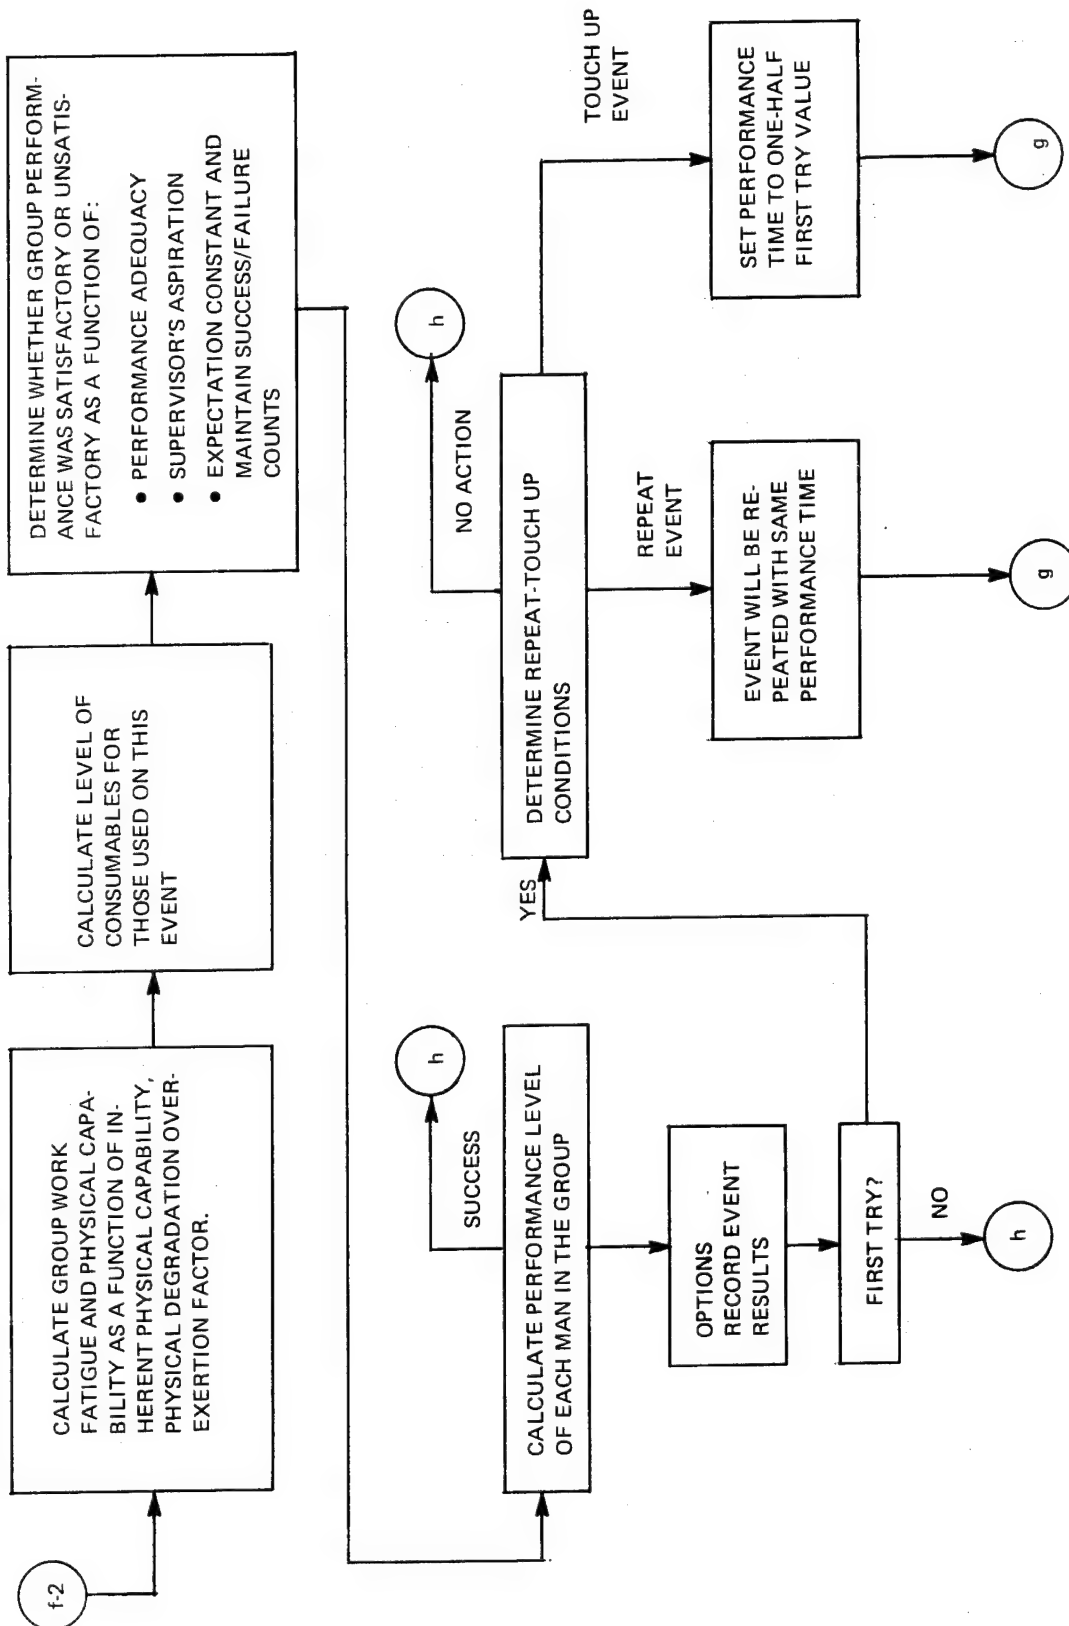 f-2
CALCULATE GROUP WORK
FATIGUE AND PHYSICAL CAPA-
BILITY AS A FUNCTION OF IN-
HERENT PHYSICAL CAPABILITY,
PHYSICAL DEGRADATION OVER-
EXERTION FACTOR.
CALCULATE LEVEL OF
CONSUMABLES FOR
THOSE USED ON THIS
EVENT
DETERMINE WHETHER GROUP PERFORM-
ANCE WAS SATISFACTORY OR UNSATIS-
FACTORY AS A FUNCTION OF:
• PERFORMANCE ADEQUACY
• SUPERVISOR'S ASPIRATION
• EXPECTATION CONSTANT AND
MAINTAIN SUCCESS/FAILURE
COUNTS
h
SUCCESS
CALCULATE PERFORMANCE LEVEL
OF EACH MAN IN THE GROUP
OPTIONS
RECORD EVENT
RESULTS
FIRST TRY?
NO
h
YES
DETERMINE REPEAT-TOUCH UP
CONDITIONS
NO ACTION
h
REPEAT
EVENT
EVENT WILL BE RE-
PEATED WITH SAME
PERFORMANCE TIME
g
TOUCH UP
EVENT
SET PERFORMANCE
TIME TO ONE-HALF
FIRST TRY VALUE
g